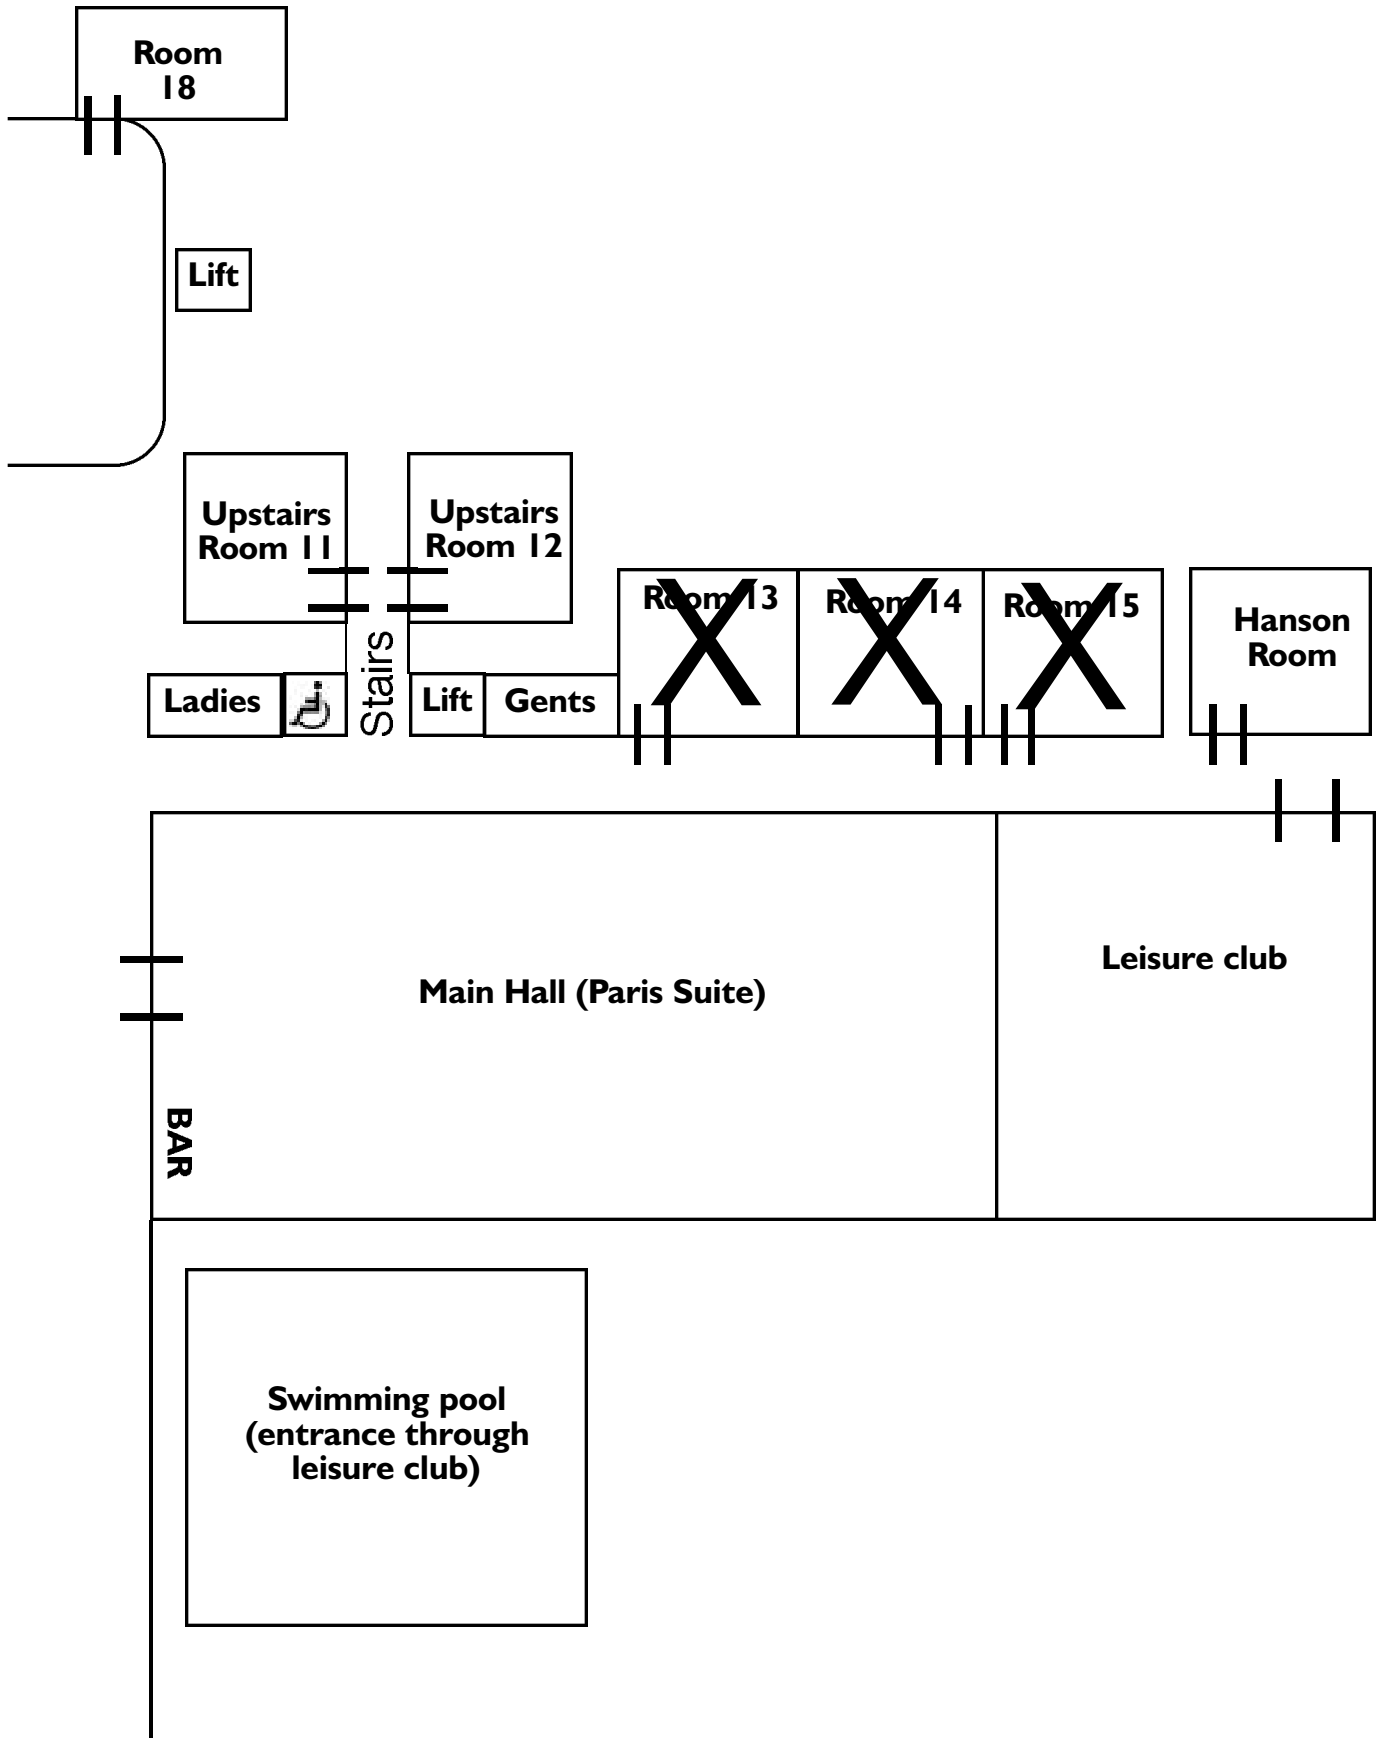 Room
18
Lift
Upstairs
Room 11
Upstairs
Room 12
Room 13
Room 14
Room 15
Hanson
Room
Ladies
Stairs
Lift
Gents
Main Hall (Paris Suite)
Leisure club
BAR
Swimming pool
(entrance through
leisure club)